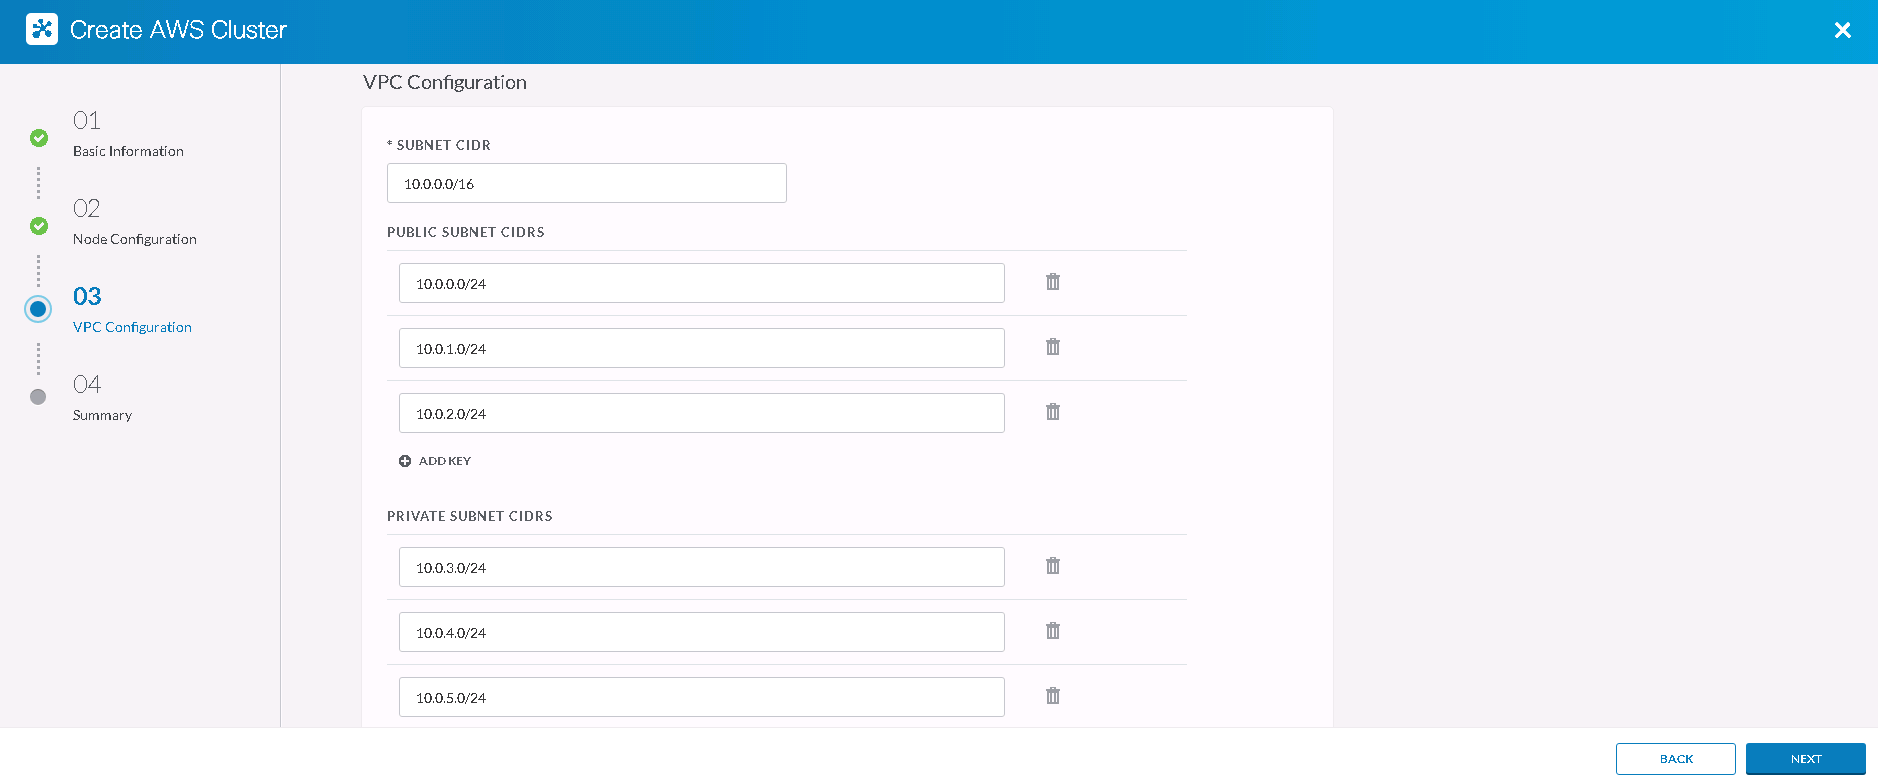 Create AWS Cluster
01
Basic Information
02
Node Configuration
03
VPC Configuration
04
Summary
VPC Configuration
* SUBNET CIDR
10.0.0.0/16
PUBLIC SUBNET CIDRS
10.0.0.0/24
10.0.1.0/24
10.0.2.0/24
ADD KEY
PRIVATE SUBNET CIDRS
10.0.3.0/24
10.0.4.0/24
10.0.5.0/24
BACK
NEXT